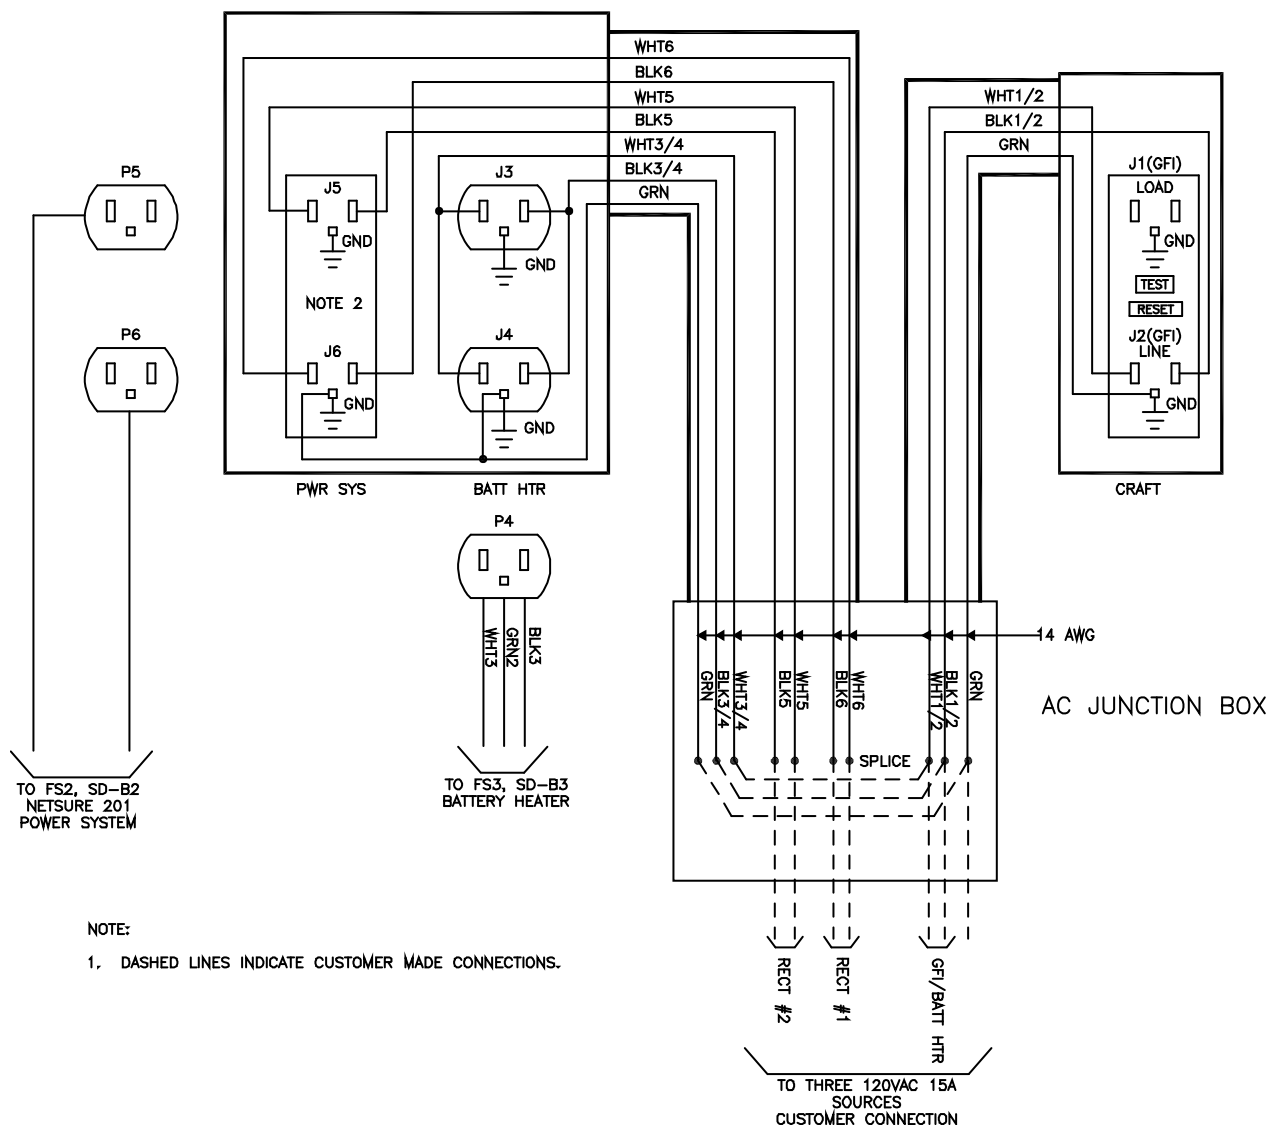 WHT6
BLK6
WHT5
BLK5
WHT3/4
BLK3/4
GRN
WHT1/2
BLK1/2
GRN
P5
P6
J5
GND
NOTE 2
J6
GND
J3
GND
J4
GND
J1(GFI)
LOAD
GND
TEST
RESET
J2(GFI)
LINE
GND
PWR SYS
BATT HTR
CRAFT
P4
WHT3
GRN2
BLK3
14 AWG
GRN
BLK3/4
WHT3/4
BLK5
WHT5
BLK6
WHT6
WHT1/2
BLK1/2
GRN
AC JUNCTION BOX
SPLICE
TO FS2, SD-B2
NETSURE 201
POWER SYSTEM
TO FS3, SD-B3
BATTERY HEATER
NOTE:
1. DASHED LINES INDICATE CUSTOMER MADE CONNECTIONS.
RECT #2
RECT #1
GFI/BATT HTR
TO THREE 120VAC 15A
SOURCES
CUSTOMER CONNECTION